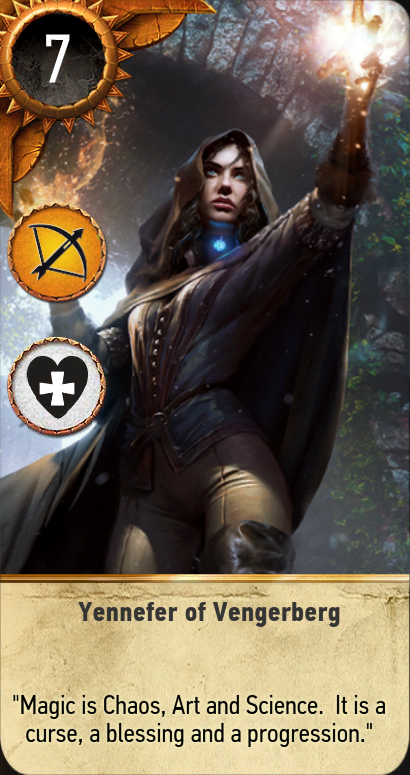 7
Yennefer of Vengerberg
"Magic is Chaos, Art and Science.  It is a
curse, a blessing and a progression."